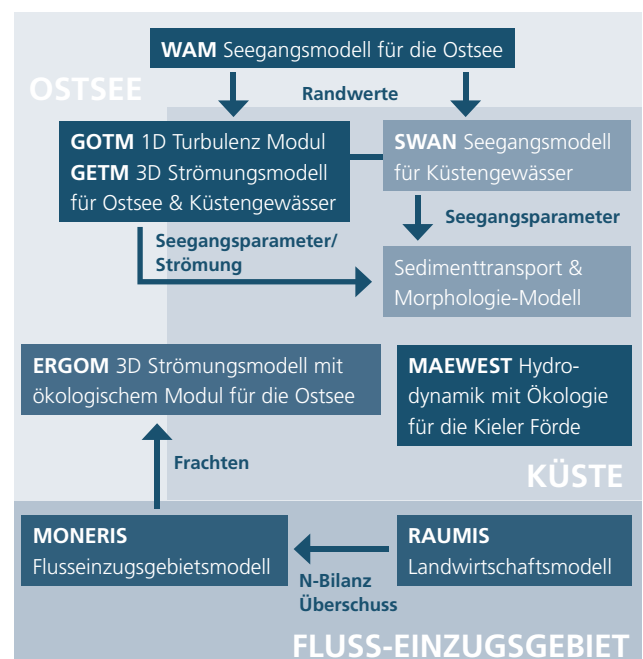 WAM Seegangsmodell für die Ostsee
OSTSEE
Randwerte
GOTM 1D Turbulenz Modul
GETM 3D Strömungsmodell
für Ostsee & Küstengewässer
SWAN Seegangsmodell
für Küstengewässer
Seegangsparameter/
Strömung
Seegangsparameter
Sedimenttransport &
Morphologie-Modell
ERGOM 3D Strömungsmodell mit
ökologischem Modul für die Ostsee
MAEWEST Hydro-
dynamik mit Ökologie
für die Kieler Förde
Frachten
KÜSTE
MONERIS
Flusseinzugsgebietsmodell
RAUMIS
Landwirtschaftsmodell
N-Bilanz
Überschuss
FLUSS-EINZUGSGEBIET